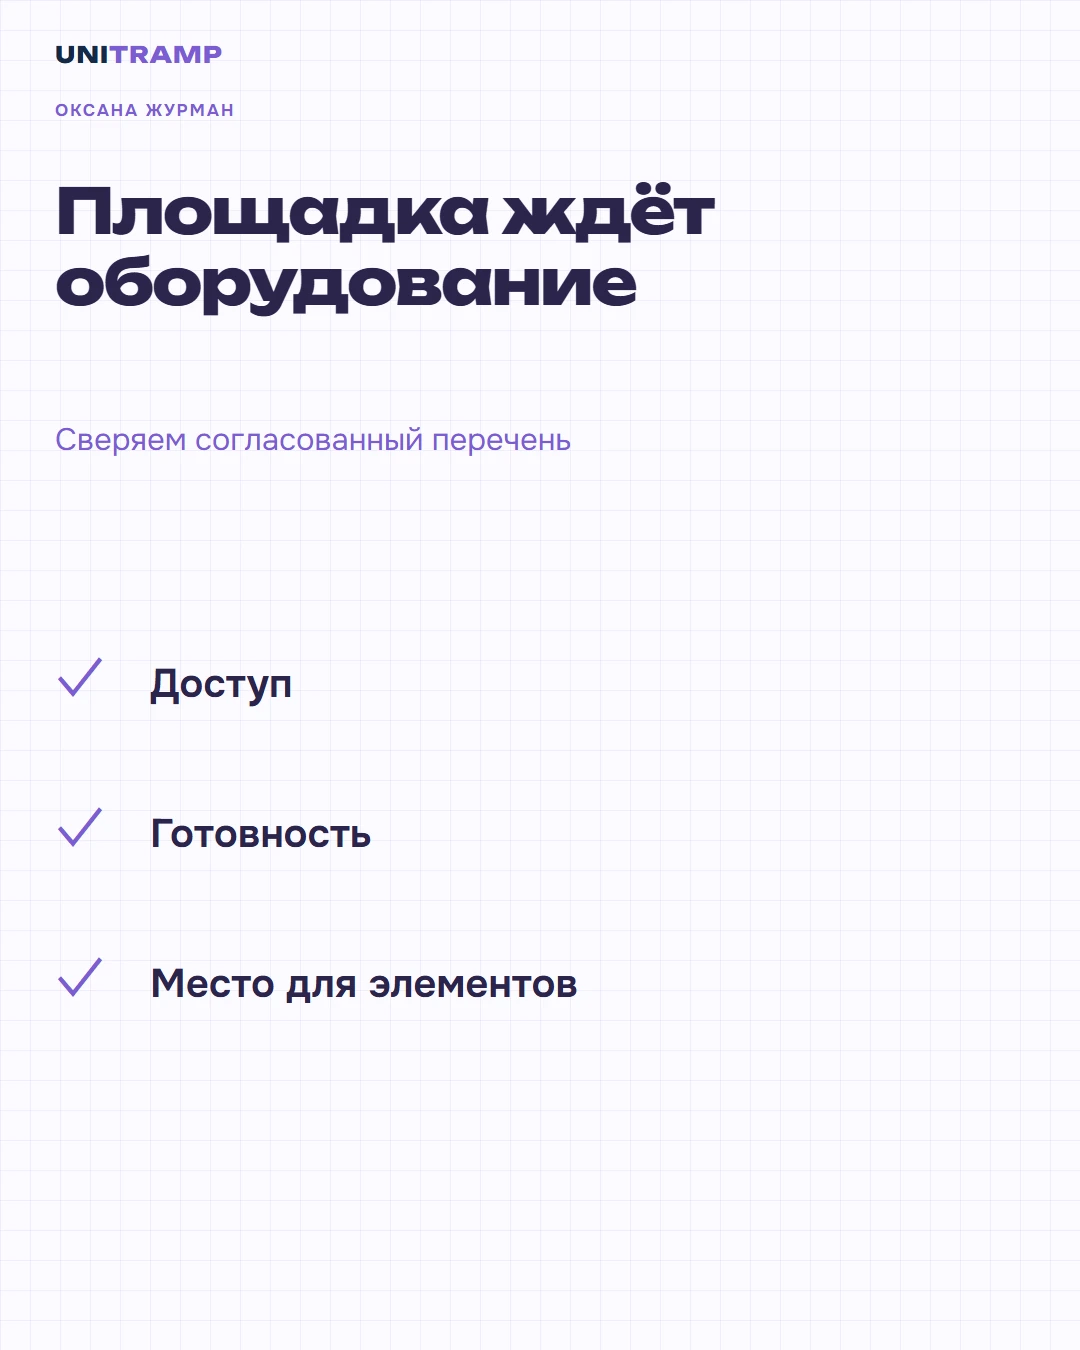 UNITRAMP
ОКСАНА ЖУРМАН
Площадка ждёт
оборудование
Сверяем согласованный перечень
Доступ
Готовность
Место для элементов